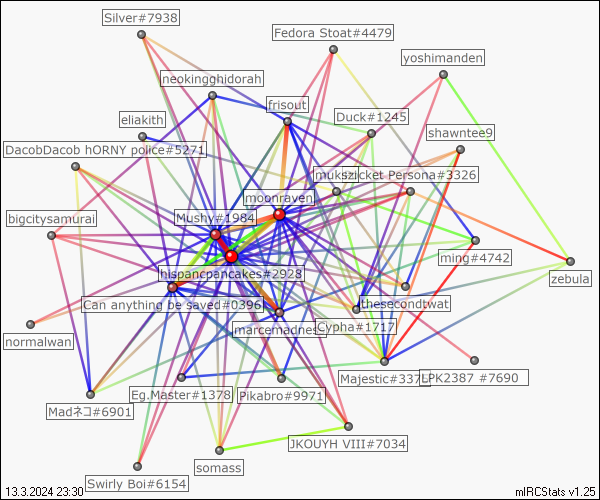 Silver#7938
Fedora Stoat#4479
yoshimanden
neokingghidorah
frisout
Duck#1245
eliakith
shawntee9
DacobDacob hORNY police#5271
muksz
icket Persona#3326
moonraven
Mushy#1984
bigcitysamurai
ming#4742
hispancpancakes#2928
zebula
Can anything be saved#0396
thesecondtwat
marcemadness
Cypha#1717
normalwan
Majestic#337
LPK2387 #7690
Eg.Master#1378
Pikabro#9971
Madネコ#6901
JKOUYH VIII#7034
somass
Swirly Boi#6154
13.3.2024 23:30
mIRCStats v1.25